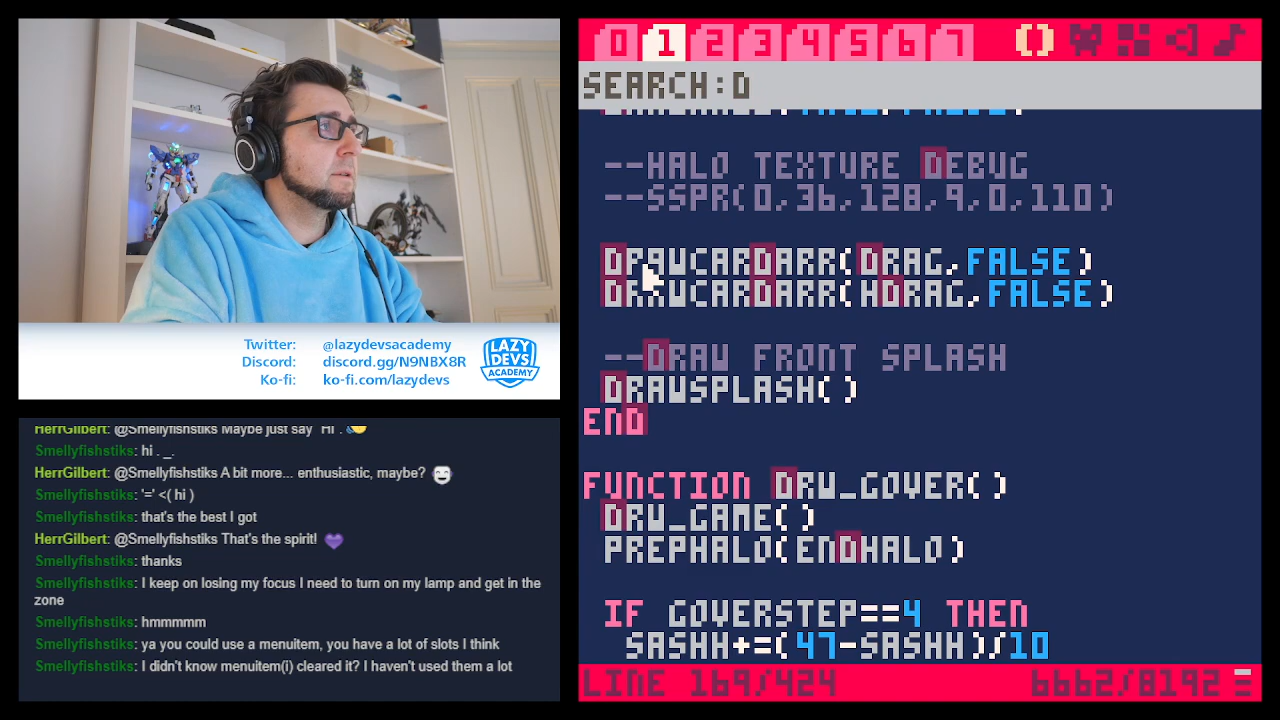 Twitter: @lazydevsacademy
Discord: discord.gg/N9NBX8R
Ko-fi: ko-fi.com/lazydevs
LAZY
DEVS
ACADEMY
HerrGilbert: @Smellyfishstiks Maybe just say "Hi".
Smellyfishstiks: hi . _.
HerrGilbert: @Smellyfishstiks A bit more... enthusiastic, maybe?
Smellyfishstiks: '=' <( hi )
Smellyfishstiks: that's the best I got
HerrGilbert: @Smellyfishstiks That's the spirit!
Smellyfishstiks: thanks
Smellyfishstiks: I keep on losing my focus I need to turn on my lamp and get in the
zone
Smellyfishstiks: hmmmmm
Smellyfishstiks: ya you could use a menuitem, you have a lot of slots I think
Smellyfishstiks: I didn't know menuitem(i) cleared it? I haven't used them a lot
0 1 2 3 4 5 6 7 ()
SEARCH:D
--HALO TEXTURE DEBUG
--SSPR(0,36,128,9,0,110)
DRAWCARDARR(DRAG,FALSE)
DRAWCARDARR(HDRAG,FALSE)
--DRAW FRONT SPLASH
DRAWSPLASH()
END
FUNCTION DRW_GOVER()
DRW_GAME()
PREPHALO(ENDHALO)
IF GOVERSTEP==4 THEN
SASHH+=(47-SASHH)/10
LINE 169/424 6662/8192